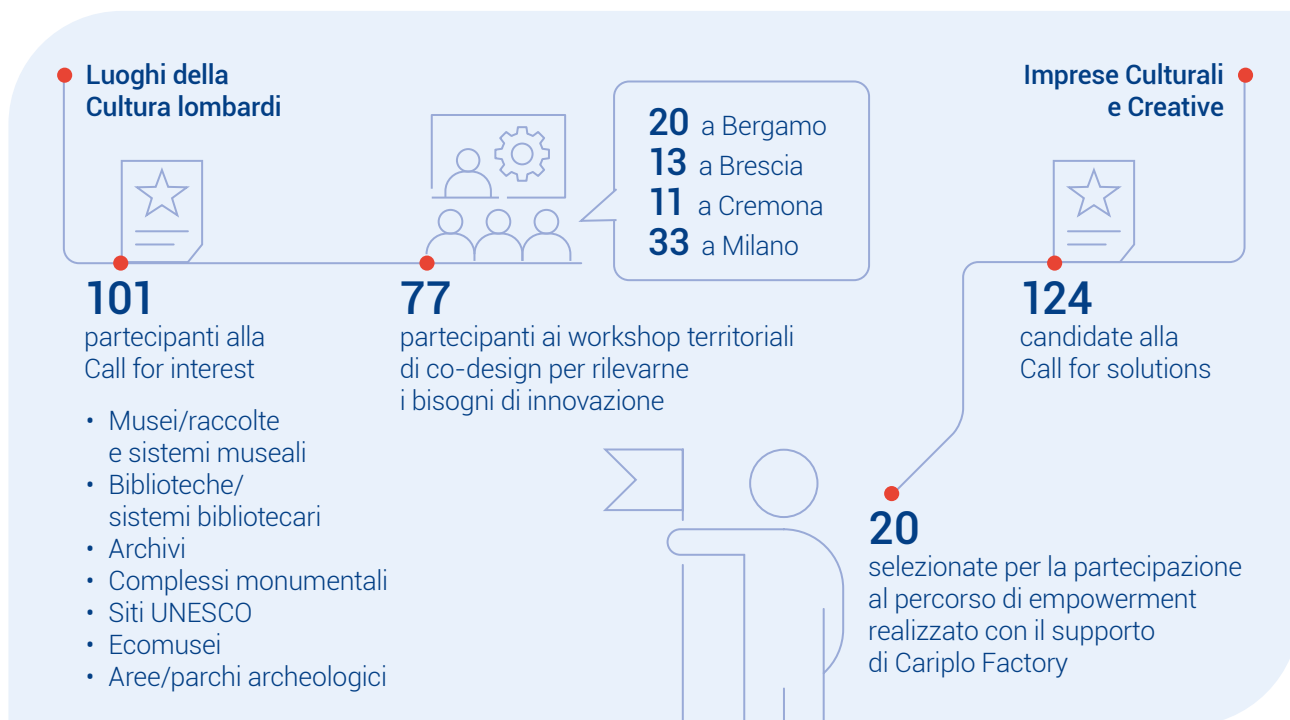 Luoghi della
Cultura lombardi
101
partecipanti alla
Call for interest
• Musei/raccolte
e sistemi museali
• Biblioteche/
sistemi bibliotecari
• Archivi
• Complessi monumentali
• Siti UNESCO
• Ecomusei
• Aree/parchi archeologici
77
partecipanti ai workshop territoriali
di co-design per rilevarne
i bisogni di innovazione
20 a Bergamo
13 a Brescia
11 a Cremona
33 a Milano
Imprese Culturali
e Creative
124
candidate alla
Call for solutions
20
selezionate per la partecipazione
al percorso di empowerment
realizzato con il supporto
di Cariplo Factory